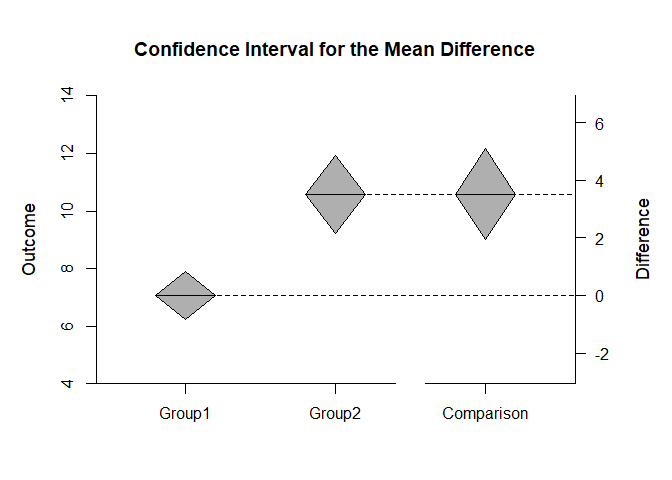 Confidence Interval for the Mean Difference
Outcome
14
12
10
8
6
4
6
4
2
0
-2
Difference
Group1
Group2
Comparison